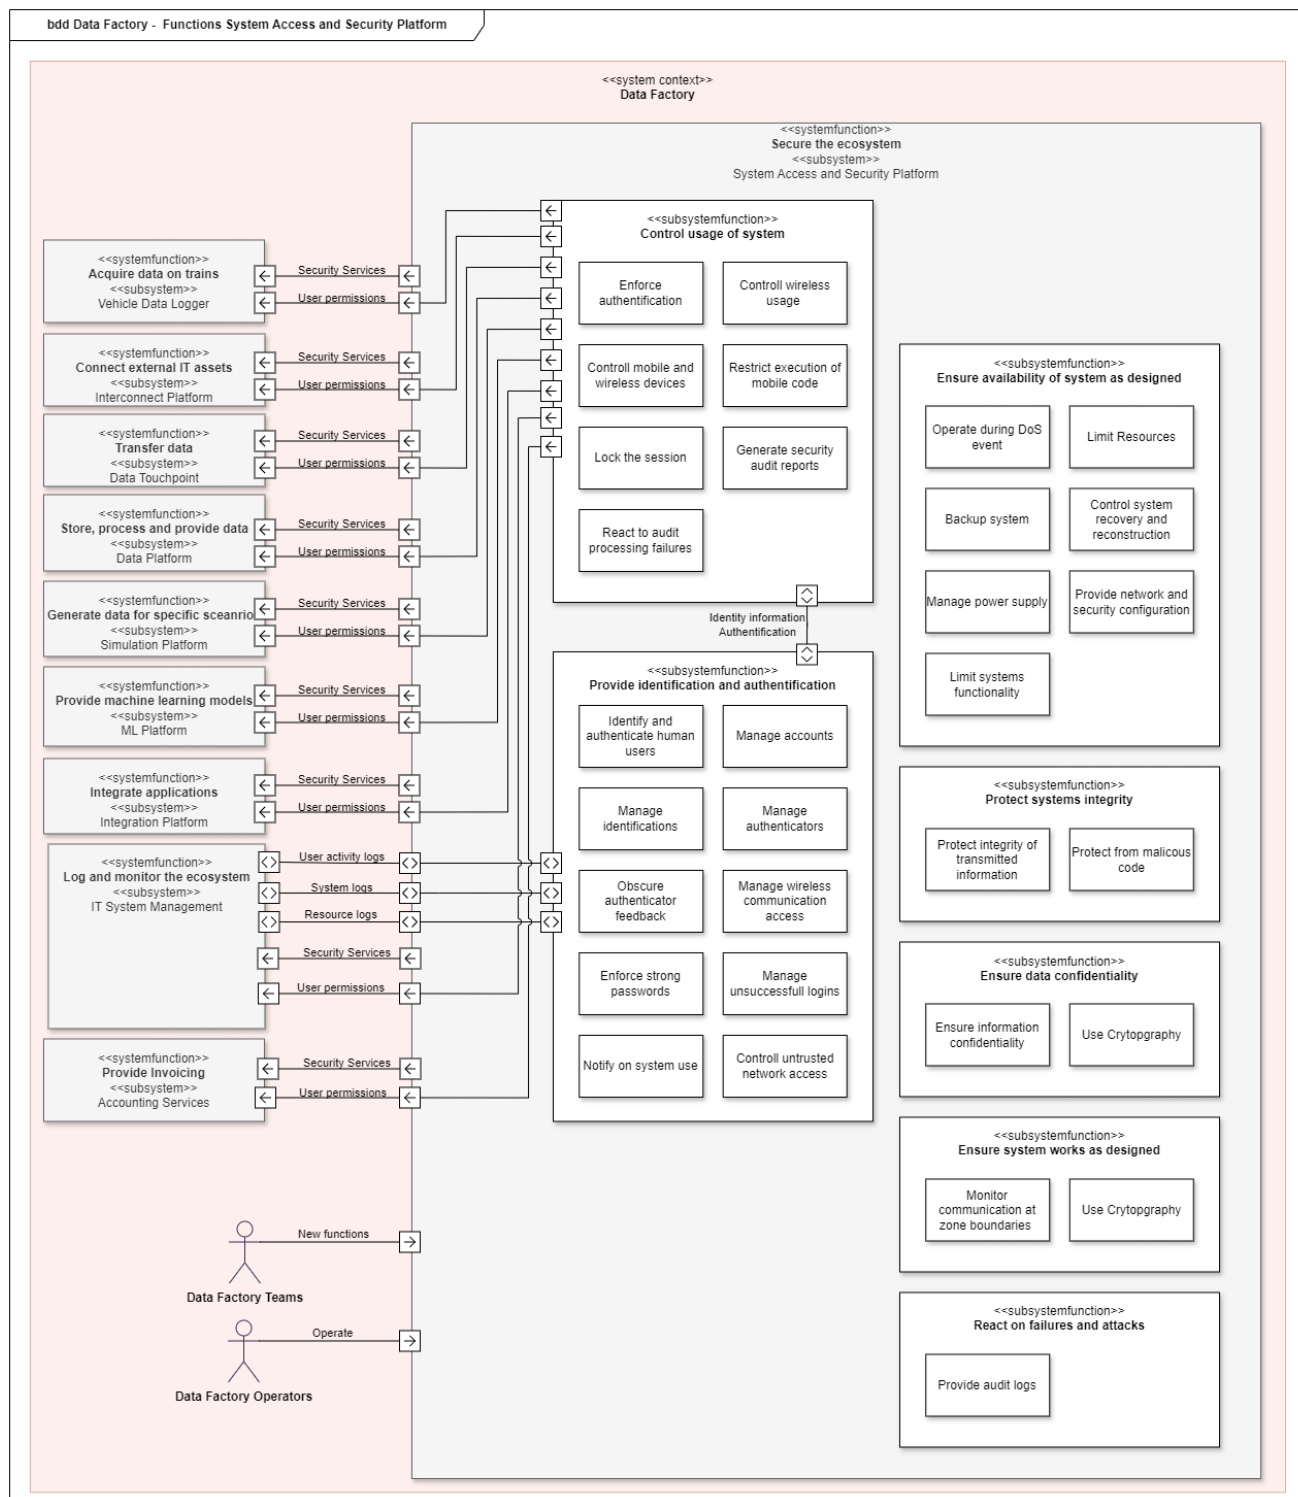 bdd Data Factory -  Functions System Access and Security Platform
<<system context>>
Data Factory
<<systemfunction>>
Secure the ecosystem
<<subsystem>>
System Access and Security Platform
<<systemfunction>>
Acquire data on trains
<<subsystem>>
Vehicle Data Logger
Security Services
User permissions
<<systemfunction>>
Connect external IT assets
<<subsystem>>
Interconnect Platform
Security Services
User permissions
<<systemfunction>>
Transfer data
<<subsystem>>
Data Touchpoint
Security Services
User permissions
<<systemfunction>>
Store, process and provide data
<<subsystem>>
Data Platform
Security Services
User permissions
<<systemfunction>>
Generate data for specific sceanrio
<<subsystem>>
Simulation Platform
Security Services
User permissions
<<systemfunction>>
Provide machine learning models
<<subsystem>>
ML Platform
Security Services
User permissions
<<systemfunction>>
Integrate applications
<<subsystem>>
Integration Platform
Security Services
User permissions
<<systemfunction>>
Log and monitor the ecosystem
<<subsystem>>
IT System Management
User activity logs
System logs
Resource logs
Security Services
User permissions
<<systemfunction>>
Provide Invoicing
<<subsystem>>
Accounting Services
Security Services
User permissions
New functions
Data Factory Teams
Operate
Data Factory Operators
<<subsystemfunction>>
Control usage of system
Enforce
authentification
Controll wireless
usage
Controll mobile and
wireless devices
Restrict execution of
mobile code
Lock the session
Generate security
audit reports
React to audit
processing failures
Identity information
Authentification
<<subsystemfunction>>
Provide identification and authentification
Identify and
authenticate human
users
Manage accounts
Manage
identifications
Manage
authenticators
Obscure
authenticator
feedback
Manage wireless
communication
access
Enforce strong
passwords
Manage
unsuccessfull logins
Notify on system use
Controll untrusted
network access
<<subsystemfunction>>
Ensure availability of system as designed
Operate during DoS
event
Limit Resources
Backup system
Control system
recovery and
reconstruction
Manage power supply
Provide network and
security configuration
Limit systems
functionality
<<subsystemfunction>>
Protect systems integrity
Protect integrity of
transmitted
information
Protect from malicous
code
<<subsystemfunction>>
Ensure data confidentiality
Ensure information
confidentiality
Use Crytopgraphy
<<subsystemfunction>>
Ensure system works as designed
Monitor
communication at
zone boundaries
Use Crytopgraphy
<<subsystemfunction>>
React on failures and attacks
Provide audit logs